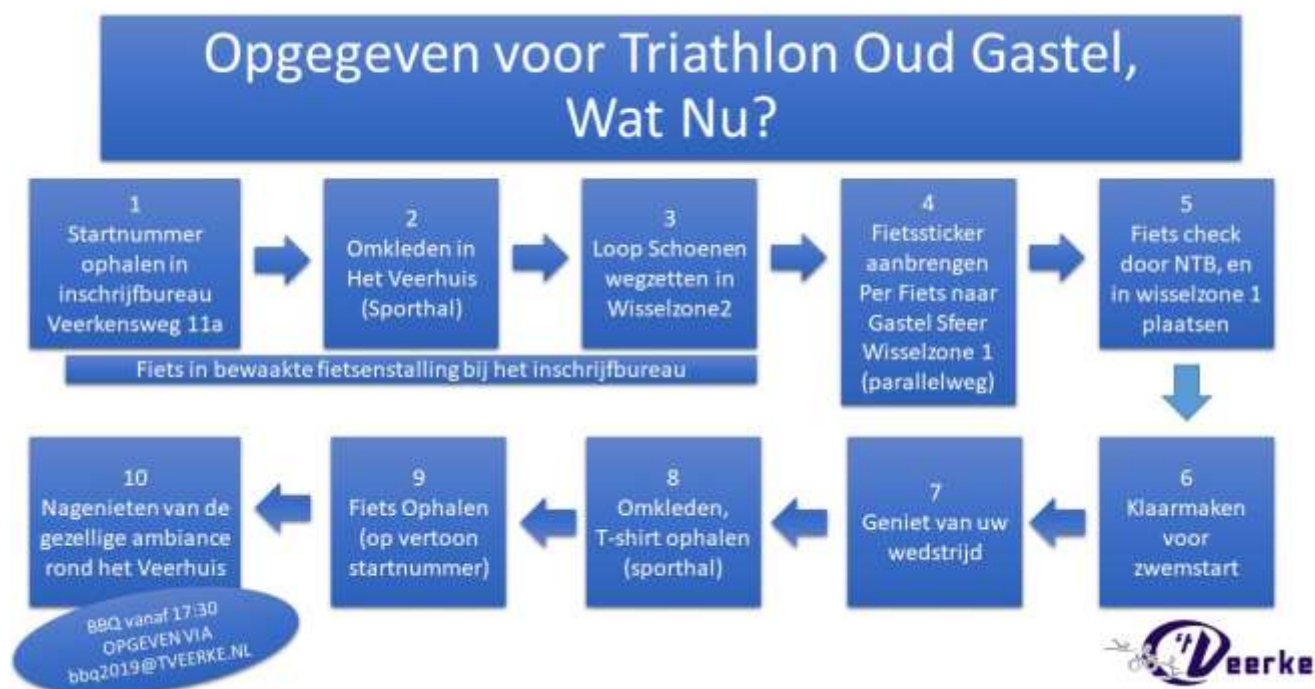 Opgegeven voor Triathlon Oud Gastel,
Wat Nu?
1
Startnummer
ophalen in
inschrijfbureau
Veerkensweg 11a
2
Omkleden in
Het Veerhuis
(Sporthal)
3
Loop Schoenen
wegzetten in
Wisselzone2
4
Fietssticker
aanbrengen
Per Fiets naar
Gastel Sfeer
Wisselzone 1
(parallelweg)
5
Fiets check
door NTB, en
in wisselzone 1
plaatsen
Fiets in bewaakte fietsenstalling bij het inschrijfbureau
6
Klaarmaken
voor
zwemstart
7
Geniet van uw
wedstrijd
8
Omkleden,
T-shirt ophalen
(sporthal)
9
Fiets Ophalen
(op vertoon
startnummer)
10
Nagenieten van de
gezellige ambiance
rond het Veerhuis
BBQ vanaf 17:30
OPGEVEN VIA
bbq2019@TVEERKE.NL
't Veerke